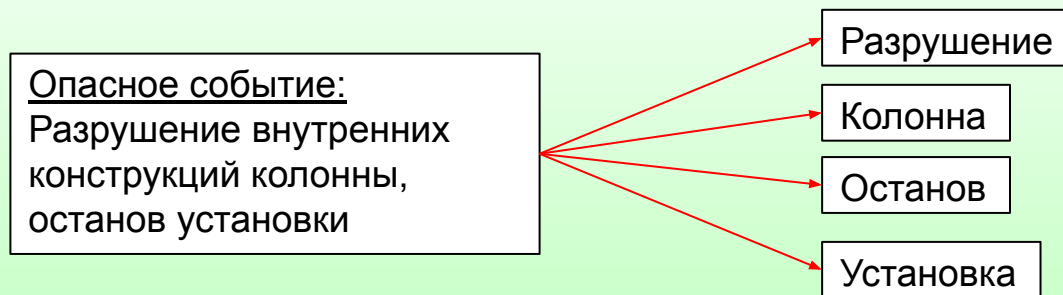 Опасное событие:
Разрушение внутренних
конструкций колонны,
останов установки
Разрушение
Колонна
Останов
Установка